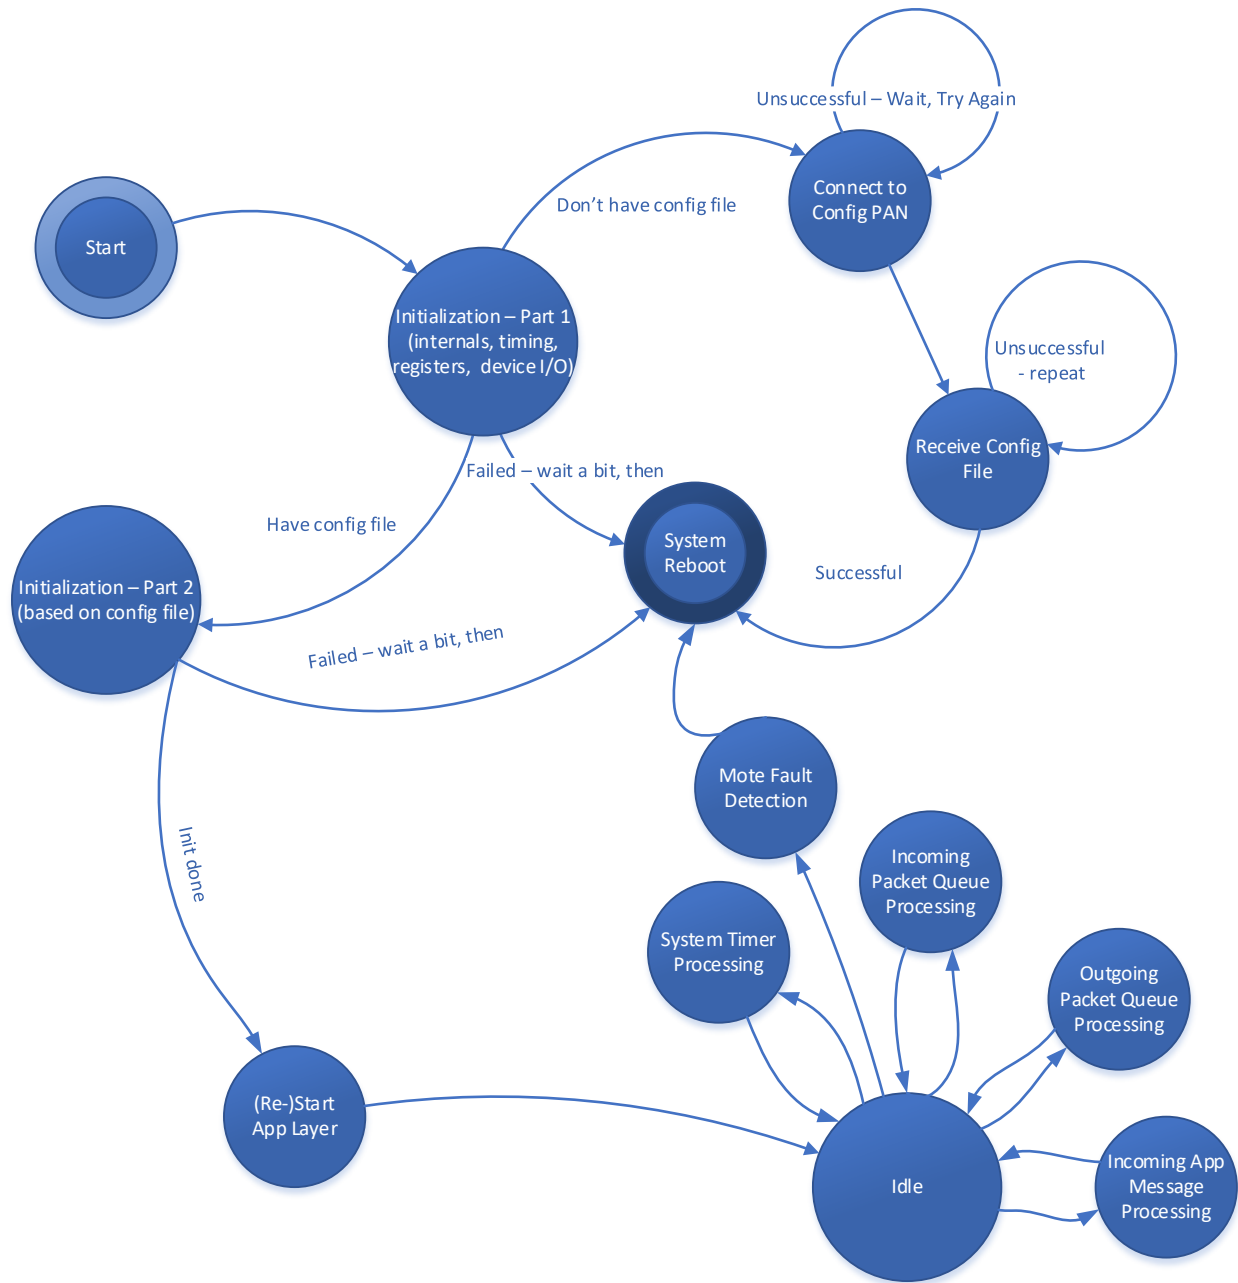 Unsuccessful – Wait, Try Again
Connect to
Config PAN
Don't have config file
Start
Initialization – Part 1
(internals, timing,
registers, device I/O)
Unsuccessful
- repeat
Receive Config
File
Failed – wait a bit, then
Have config file
System
Reboot
Successful
Initialization – Part 2
(based on config file)
Failed – wait a bit, then
Mote Fault
Detection
Init done
Incoming
Packet Queue
Processing
System Timer
Processing
Outgoing
Packet Queue
Processing
(Re-)Start
App Layer
Idle
Incoming App
Message
Processing